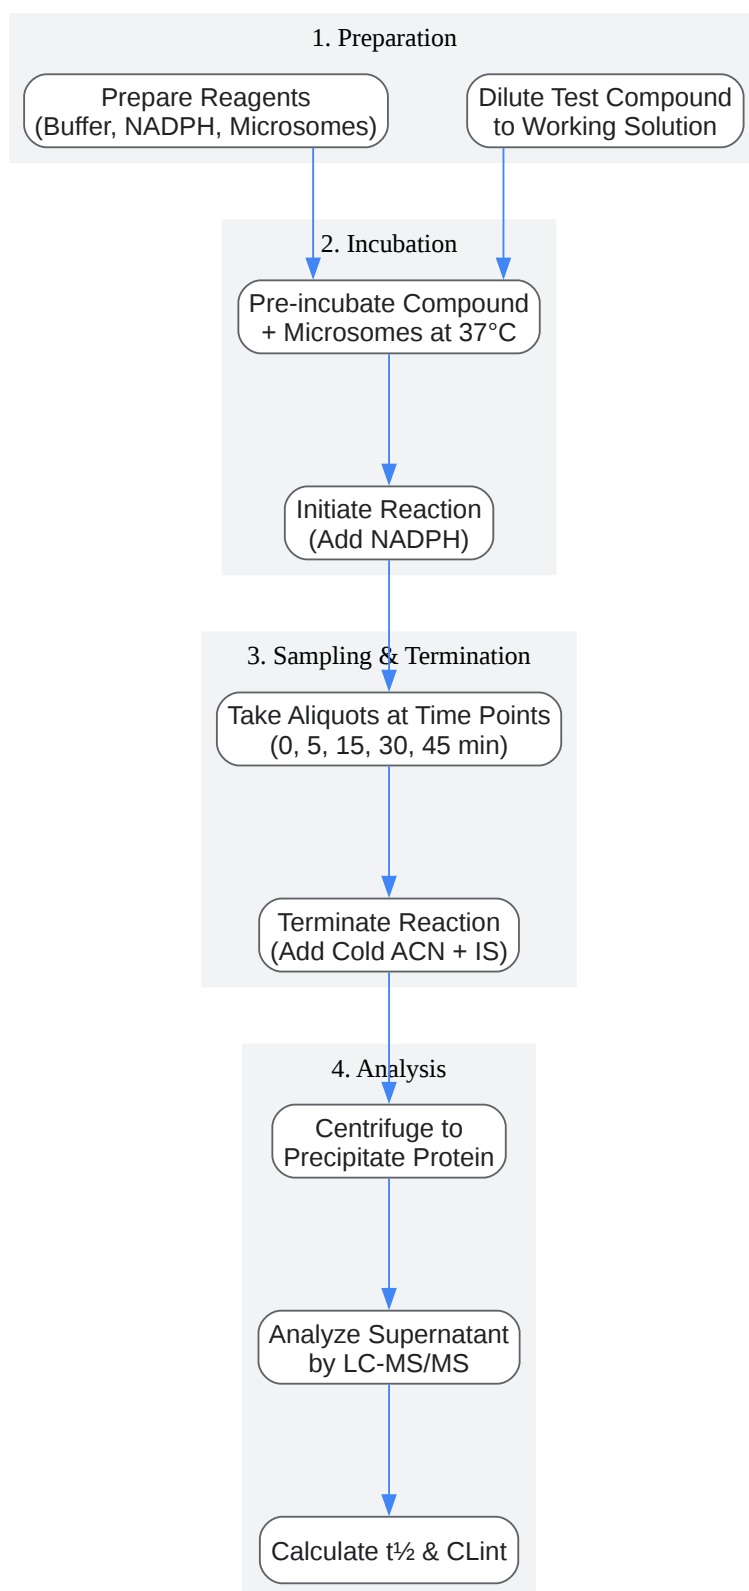 1. Preparation
Prepare Reagents
(Buffer, NADPH, Microsomes)
Dilute Test Compound
to Working Solution
2. Incubation
Pre-incubate Compound
+ Microsomes at 37°C
Initiate Reaction
(Add NADPH)
3. Sampling & Termination
Take Aliquots at Time Points
(0, 5, 15, 30, 45 min)
Terminate Reaction
(Add Cold ACN + IS)
4. Analysis
Centrifuge to
Precipitate Protein
Analyze Supernatant
by LC-MS/MS
Calculate t½ & CLint